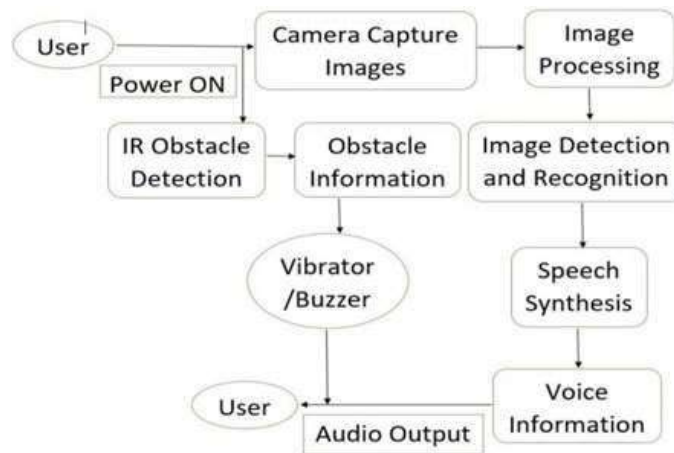 User
Power ON
Camera Capture
Images
Image
Processing
IR Obstacle
Detection
Obstacle
Information
Image Detection
and Recognition
Vibrator
/Buzzer
Speech
Synthesis
User
Audio Output
Voice
Information